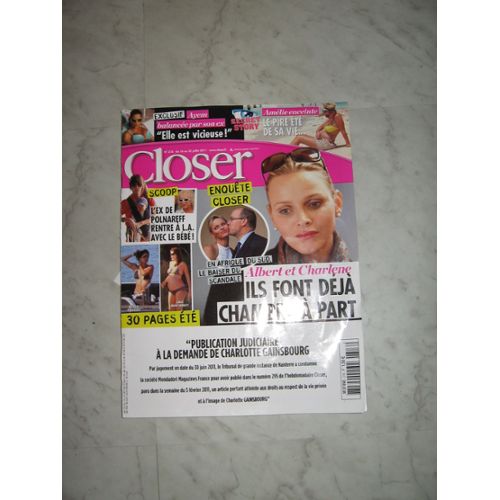 EXCLUSIF Ayem
balancée par son ex
"Elle est vicieuse !"
SECRET
STORY
Amélie enceinte
LE PIRE ÉTÉ
DE SA VIE...
Closer
SCOOP
L'EX DE
POLNAREFF
RENTRE À L.A.
AVEC LE BÉBÉ !
ENQUÊTE
CLOSER
EN AFRIQUE DU SUD,
LE BAISER DU
SCANDALE
Albert et Charlène
ILS FONT DÉJÀ
CHAMBRE À PART
30 PAGES ÉTÉ
"PUBLICATION JUDICIAIRE
À LA DEMANDE DE CHARLOTTE GAINSBOURG
Par jugement en date du 30 juin 2011, le Tribunal de grande instance de Nanterre a condamné
la société Mondadori Magazines France pour avoir publié dans le numéro 295 de l'hebdomadaire Closer,
paru dans la semaine du 5 février 2011, un article portant atteinte aux droits au respect de la vie privée
et à l'image de Charlotte GAINSBOURG"